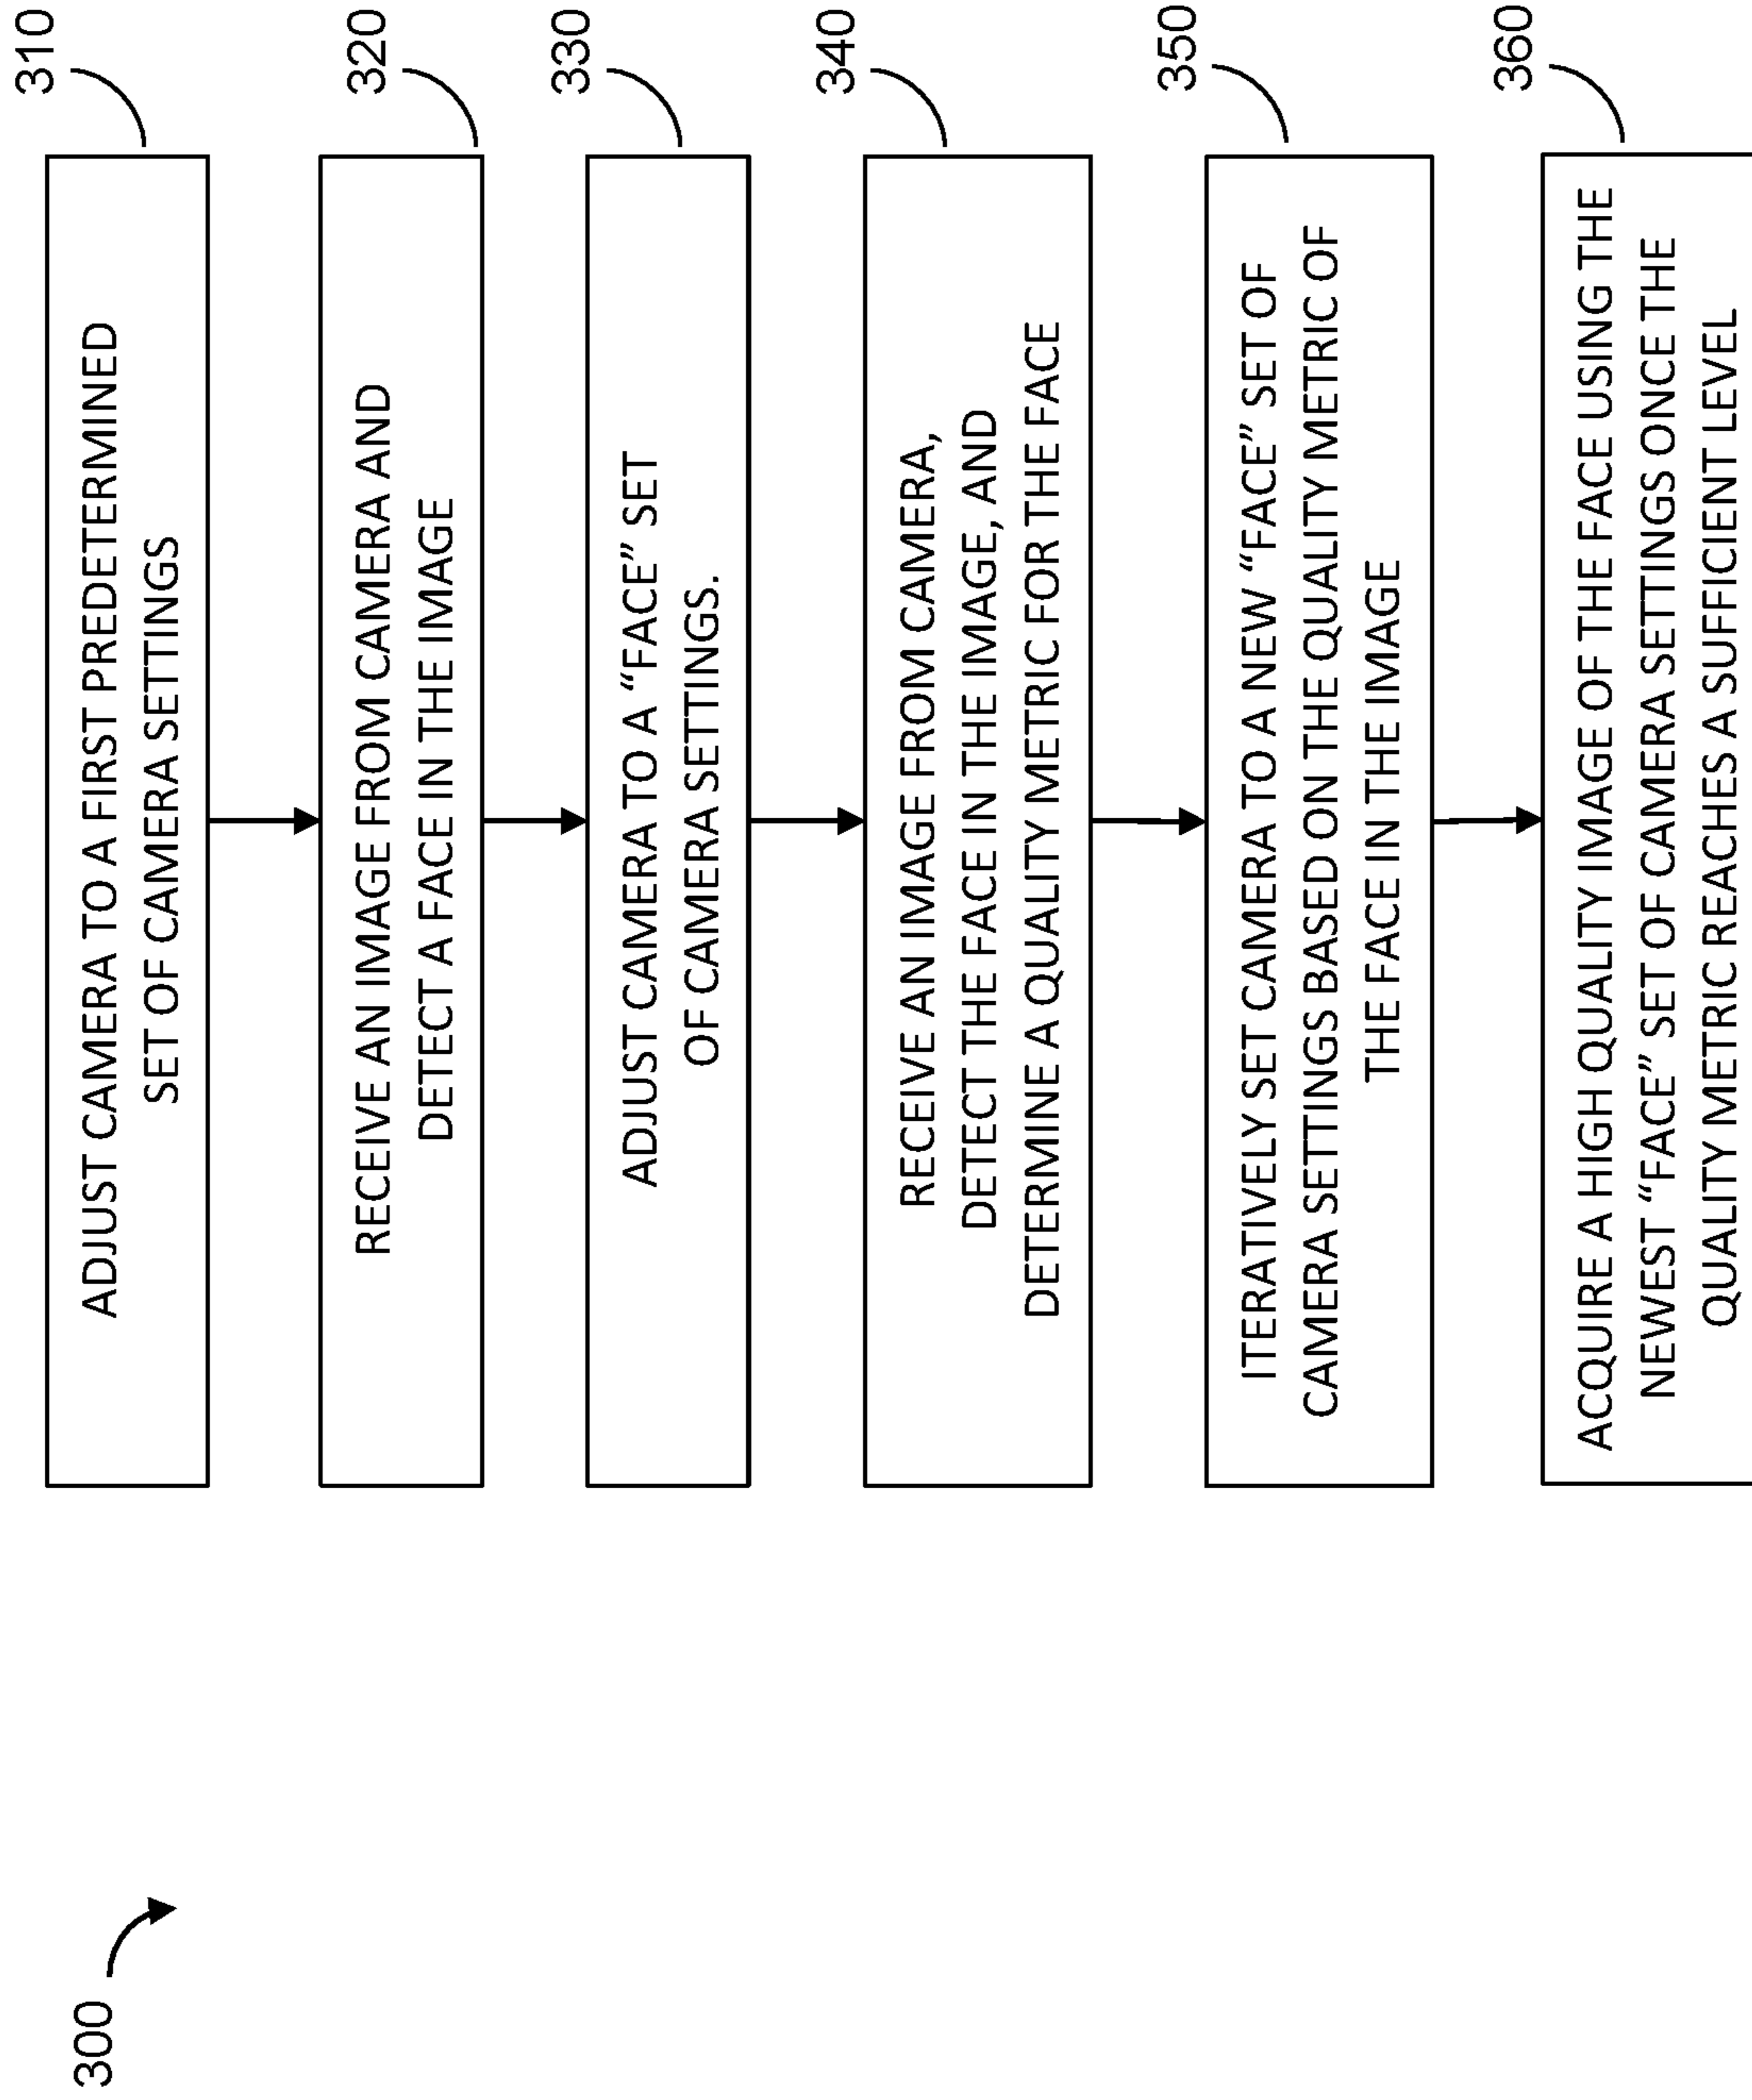 300
310
ADJUST CAMERA TO A FIRST PREDETERMINED
SET OF CAMERA SETTINGS
320
RECEIVE AN IMAGE FROM CAMERA AND
DETECT A FACE IN THE IMAGE
330
ADJUST CAMERA TO A “FACE” SET
OF CAMERA SETTINGS.
340
RECEIVE AN IMAGE FROM CAMERA,
DETECT THE FACE IN THE IMAGE, AND
DETERMINE A QUALITY METRIC FOR THE FACE
350
ITERATIVELY SET CAMERA TO A NEW “FACE” SET OF
CAMERA SETTINGS BASED ON THE QUALITY METRIC OF
THE FACE IN THE IMAGE
360
ACQUIRE A HIGH QUALITY IMAGE OF THE FACE USING THE
NEWEST “FACE” SET OF CAMERA SETTINGS ONCE THE
QUALITY METRIC REACHES A SUFFICIENT LEVEL